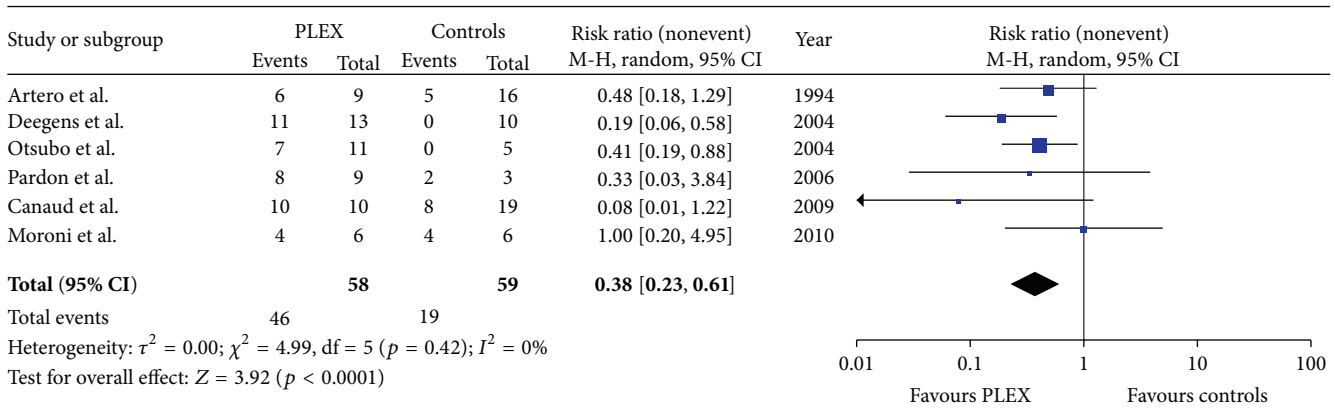 Study or subgroup PLEX Controls Risk ratio (nonevent) Year Risk ratio (nonevent)
Events Total Events Total M-H, random, 95% CI M-H, random, 95% CI
Artero et al. 6 9 5 16 0.48 [0.18, 1.29] 1994
Deegens et al. 11 13 0 10 0.19 [0.06, 0.58] 2004
Otsubo et al. 7 11 0 5 0.41 [0.19, 0.88] 2004
Pardon et al. 8 9 2 3 0.33 [0.03, 3.84] 2006
Canaud et al. 10 10 8 19 0.08 [0.01, 1.22] 2009
Moroni et al. 4 6 4 6 1.00 [0.20, 4.95] 2010
Total (95% CI) 58 59 0.38 [0.23, 0.61]
Total events 46 19
Heterogeneity: τ² = 0.00; χ² = 4.99, df = 5 (p = 0.42); I² = 0%
Test for overall effect: Z = 3.92 (p < 0.0001)
0.01 0.1 1 10 100
Favours PLEX Favours controls